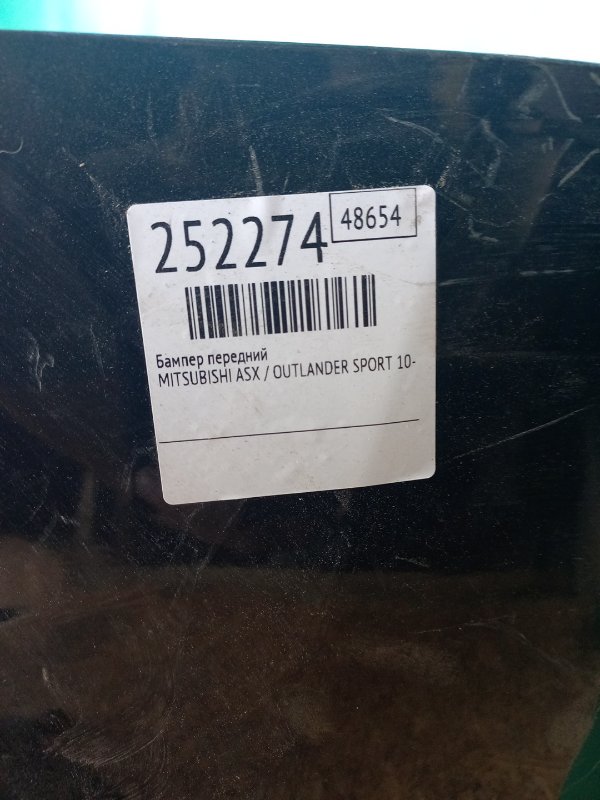 252274
48654
Бампер передний
MITSUBISHI ASX / OUTLANDER SPORT 10-